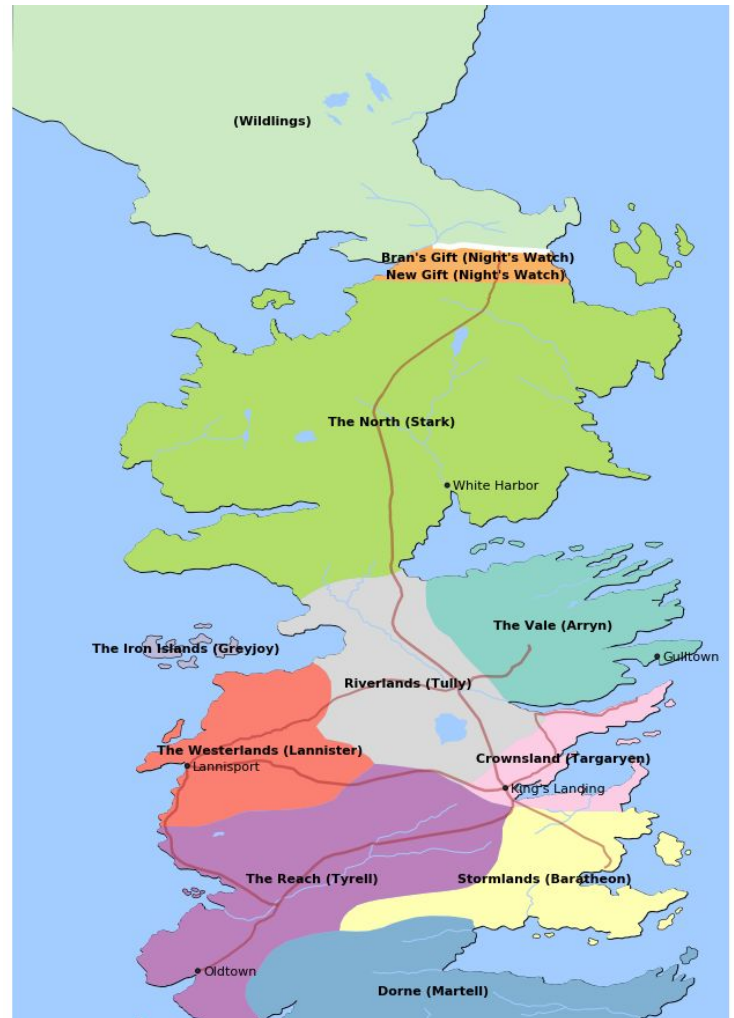 (Wildlings)
Bran's Gift (Night's Watch)
New Gift (Night's Watch)
The North (Stark)
White Harbor
The Vale (Arryn)
The Iron Islands (Greyjoy)
Gulltown
Riverlands (Tully)
The Westerlands (Lannister)
Crownsland (Targaryen)
Lannisport
King's Landing
The Reach (Tyrell)
Stormlands (Baratheon)
Oldtown
Dorne (Martell)